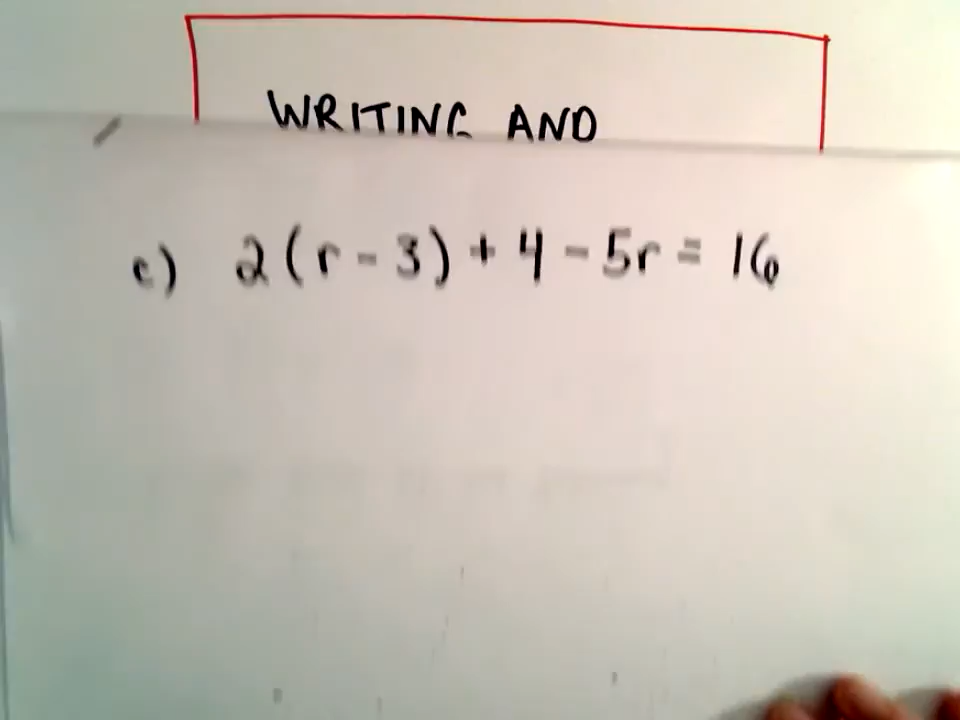 WRITING AND
c) 2(r - 3) + 4 - 5r = 16